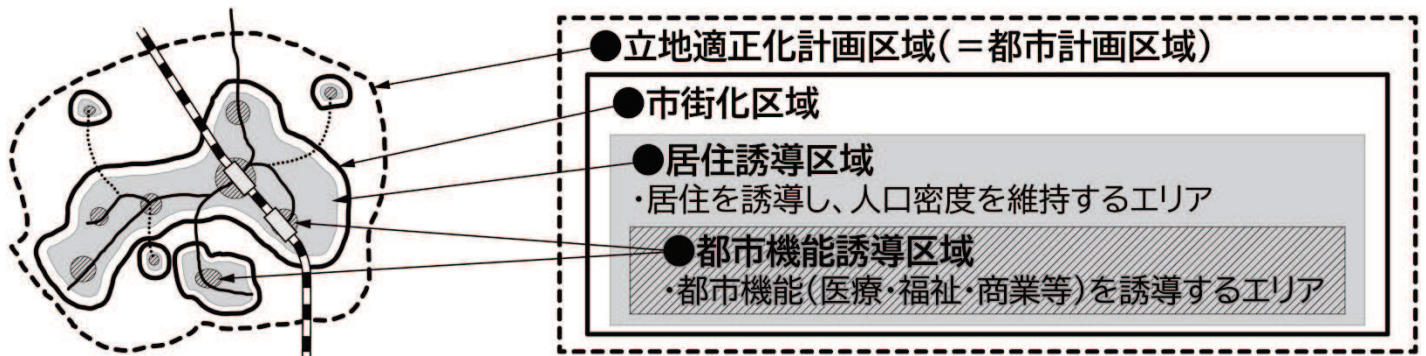 ●立地適正化計画区域(＝都市計画区域)
●市街化区域
●居住誘導区域
・居住を誘導し、人口密度を維持するエリア
●都市機能誘導区域
・都市機能(医療・福祉・商業等)を誘導するエリア